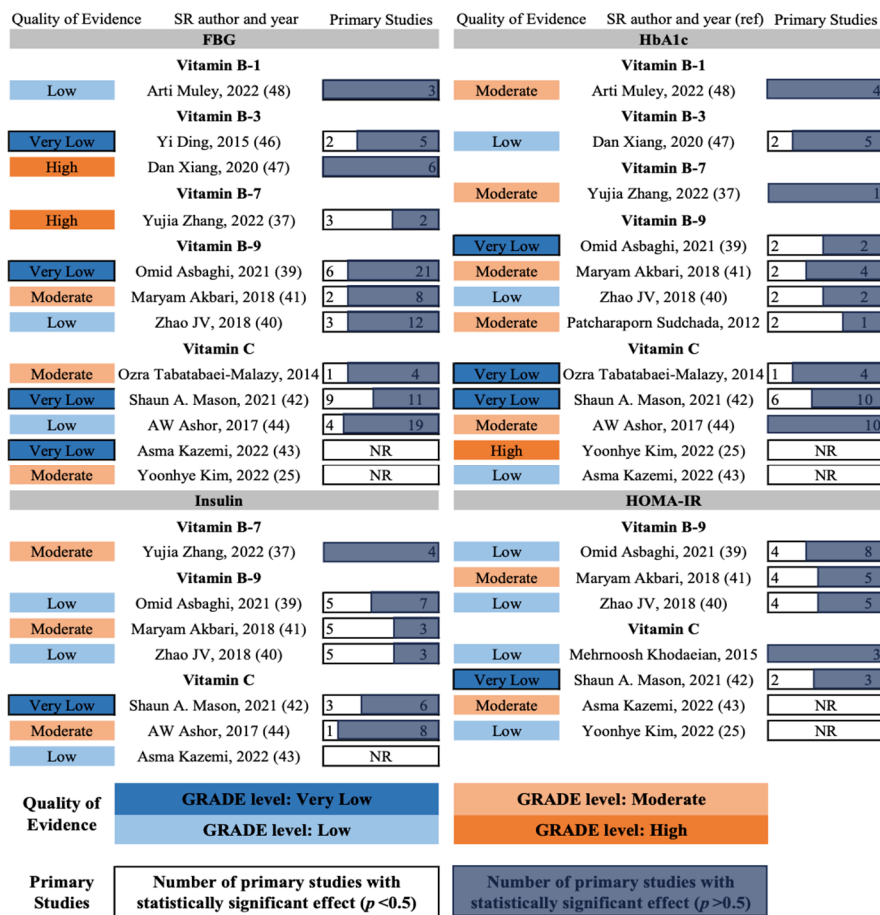 Quality of Evidence SR author and year Primary Studies
FBG
Vitamin B-1
Low Arti Muley, 2022 (48) 3
Vitamin B-3
Very Low Yi Ding, 2015 (46) 2 5
High Dan Xiang, 2020 (47) 6
Vitamin B-7
High Yujia Zhang, 2022 (37) 3 2
Vitamin B-9
Very Low Omid Asbaghi, 2021 (39) 6 21
Moderate Maryam Akbari, 2018 (41) 2 8
Low Zhao JV, 2018 (40) 3 12
Vitamin C
Moderate Ozra Tabatabaei-Malazy, 2014 1 4
Very Low Shaun A. Mason, 2021 (42) 9 11
Low AW Ashor, 2017 (44) 4 19
Very Low Asma Kazemi, 2022 (43) NR
Moderate Yoonhye Kim, 2022 (25) NR
Quality of Evidence SR author and year (ref) Primary Studies
HbA1c
Vitamin B-1
Moderate Arti Muley, 2022 (48) 4
Vitamin B-3
Low Dan Xiang, 2020 (47) 2 5
Vitamin B-7
Moderate Yujia Zhang, 2022 (37) 1
Vitamin B-9
Very Low Omid Asbaghi, 2021 (39) 2 2
Moderate Maryam Akbari, 2018 (41) 2 4
Low Zhao JV, 2018 (40) 2 2
Moderate Patcharaporn Sudchada, 2012 2 1
Vitamin C
Very Low Ozra Tabatabaei-Malazy, 2014 1 4
Very Low Shaun A. Mason, 2021 (42) 6 10
Moderate AW Ashor, 2017 (44) 10
High Yoonhye Kim, 2022 (25) NR
Low Asma Kazemi, 2022 (43) NR
Insulin
Vitamin B-7
Moderate Yujia Zhang, 2022 (37) 4
Vitamin B-9
Low Omid Asbaghi, 2021 (39) 5 7
Moderate Maryam Akbari, 2018 (41) 5 3
Low Zhao JV, 2018 (40) 5 3
Vitamin C
Very Low Shaun A. Mason, 2021 (42) 3 6
Moderate AW Ashor, 2017 (44) 1 8
Low Asma Kazemi, 2022 (43) NR
HOMA-IR
Vitamin B-9
Low Omid Asbaghi, 2021 (39) 4 8
Moderate Maryam Akbari, 2018 (41) 4 5
Low Zhao JV, 2018 (40) 4 5
Vitamin C
Low Mehrnoosh Khodaeian, 2015 3
Very Low Shaun A. Mason, 2021 (42) 2 3
Moderate Asma Kazemi, 2022 (43) NR
Low Yoonhye Kim, 2022 (25) NR
Quality of
Evidence
GRADE level: Very Low
GRADE level: Low
GRADE level: Moderate
GRADE level: High
Primary
Studies
Number of primary studies with
statistically significant effect (p <0.5)
Number of primary studies with
statistically significant effect (p >0.5)